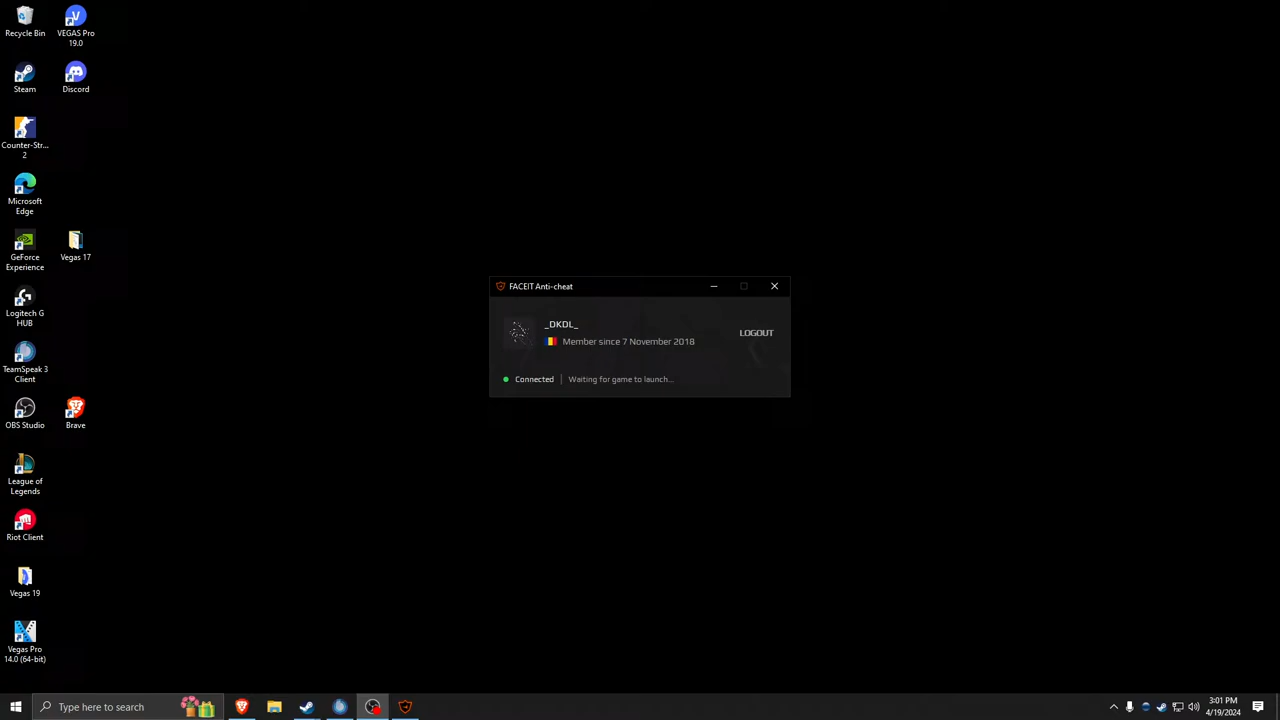 Recycle Bin
VEGAS Pro
19.0
Steam
Discord
Counter-Str...
2
Microsoft
Edge
GeForce
Experience
Vegas 17
Logitech G
HUB
TeamSpeak 3
Client
OBS Studio
Brave
League of
Legends
Riot Client
Vegas 19
Vegas Pro
14.0 (64-bit)
FACEIT Anti-cheat
_DKDL_
Member since 7 November 2018
LOGOUT
Connected
Waiting for game to launch...
Type here to search
3:01 PM
4/19/2024